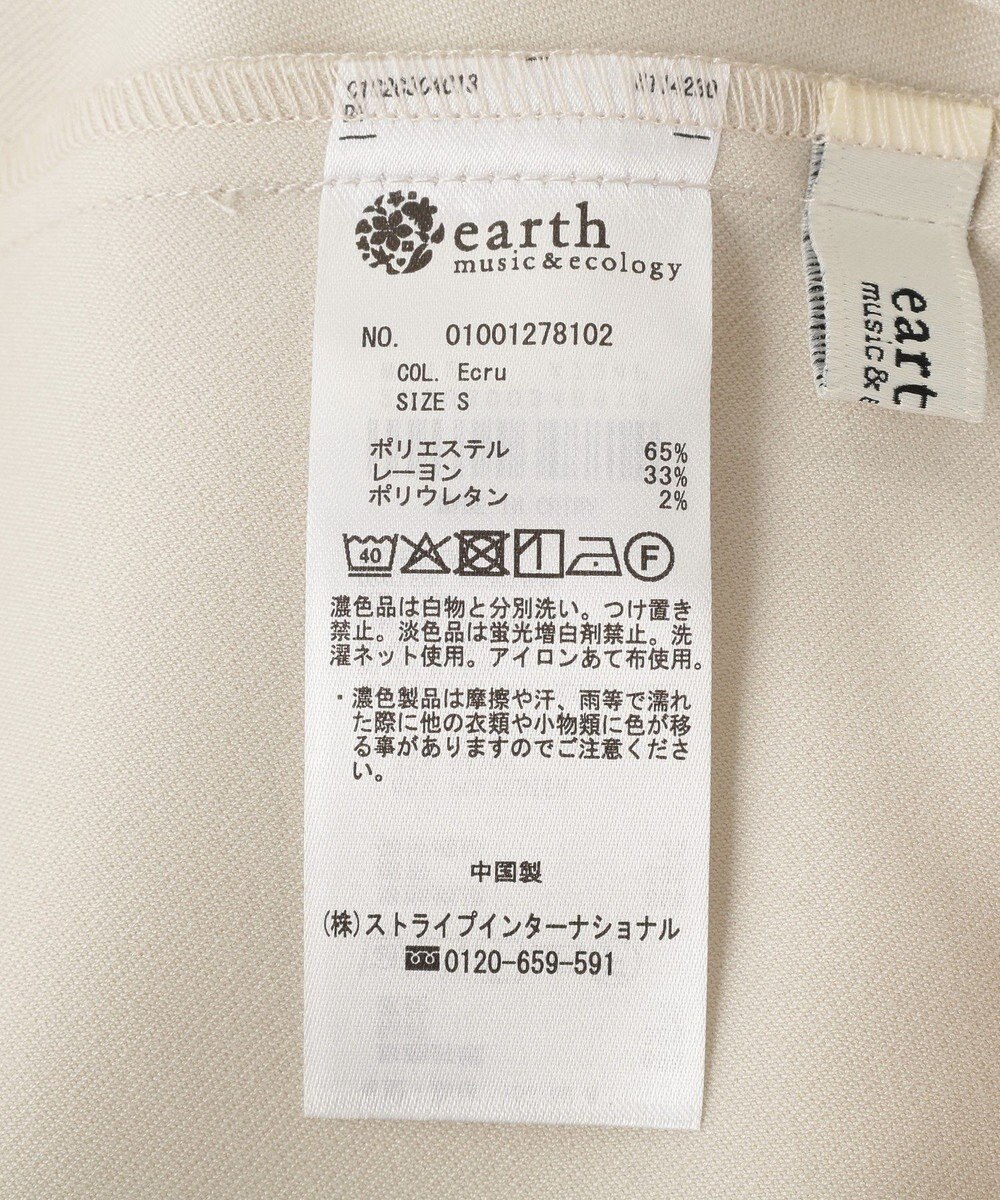 earth
music&ecology
NO. 01001278102
COL. Ecru
SIZE S
ポリエステル 65%
レーヨン 33%
ポリウレタン 2%
40
F
濃色品は白物と分別洗い。つけ置き
禁止。淡色品は蛍光増白剤禁止。洗
濯ネット使用。アイロンあて布使用。
・濃色製品は摩擦や汗、雨等で濡れ
た際に他の衣類や小物類に色が移
る事がありますのでご注意くださ
い。
中国製
(株)ストライプインターナショナル
0120-659-591
eart
music&